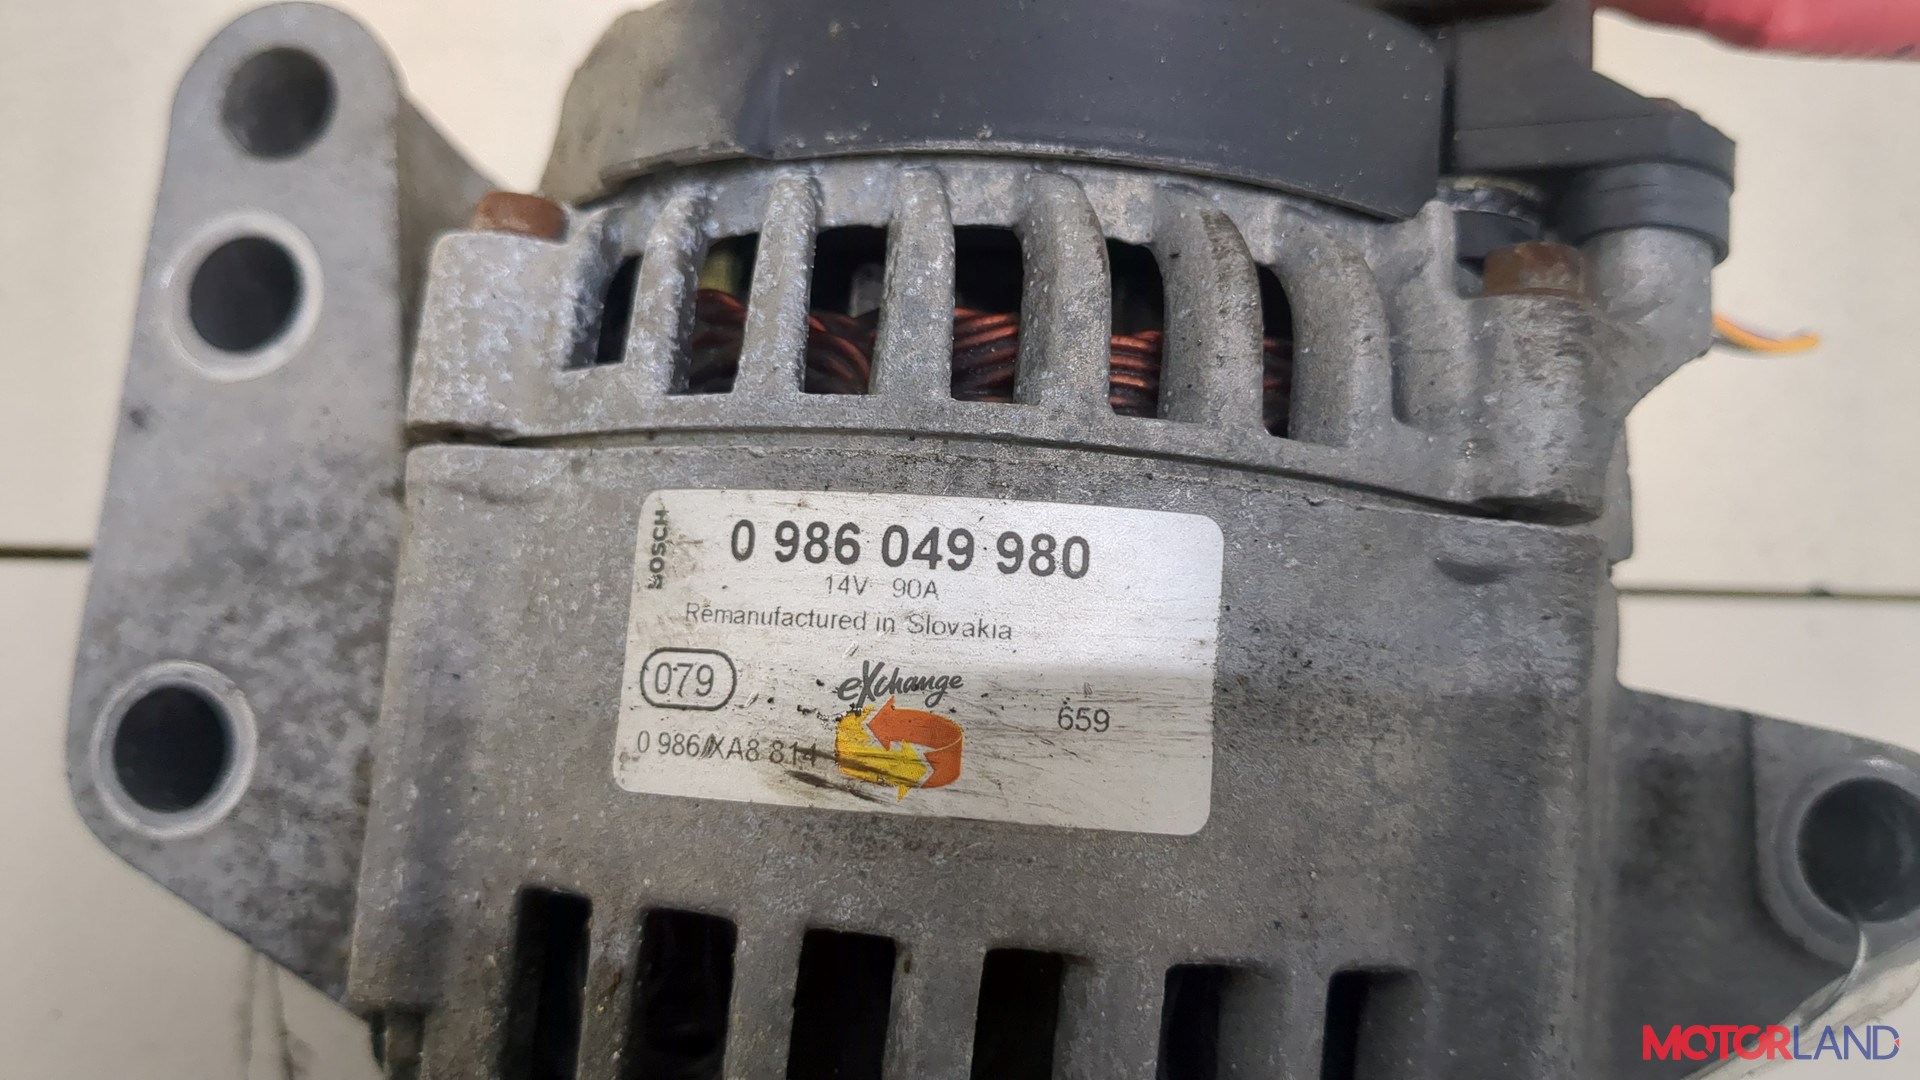 BOSCH
0 986 049 980
14V 90A
Remanufactured in Slovakia
079
eXchange
659
0 986 XA8 814
MOTORLAND